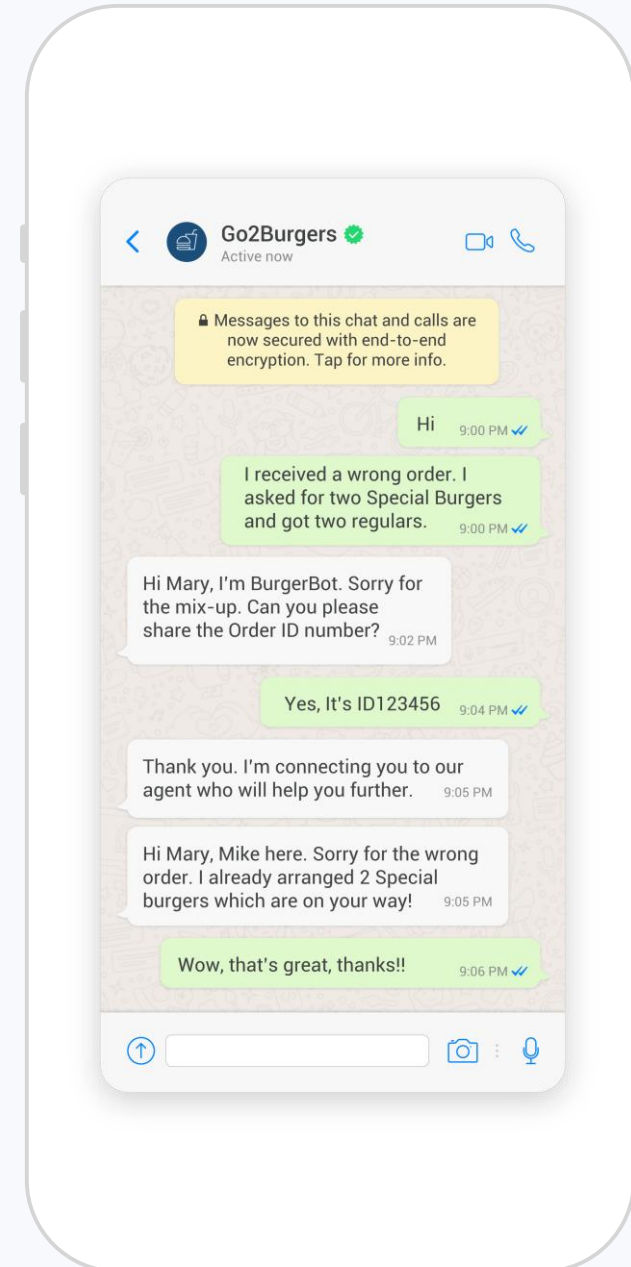 Go2Burgers
Active now
Messages to this chat and calls are
now secured with end-to-end
encryption. Tap for more info.
Hi 9:00 PM
I received a wrong order. I
asked for two Special Burgers
and got two regulars. 9:00 PM
Hi Mary, I'm BurgerBot. Sorry for
the mix-up. Can you please
share the Order ID number? 9:02 PM
Yes, It's ID123456 9:04 PM
Thank you. I'm connecting you to our
agent who will help you further. 9:05 PM
Hi Mary, Mike here. Sorry for the wrong
order. I already arranged 2 Special
burgers which are on your way! 9:05 PM
Wow, that's great, thanks!! 9:06 PM